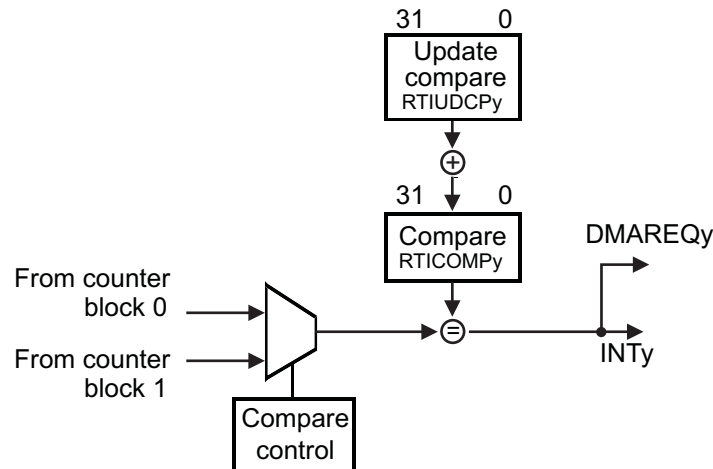 31 0
Update
compare
RTIUDCPy
+
31 0
Compare
RTICOMPy
DMAREQy
From counter
block 0
=
INTy
From counter
block 1
Compare
control